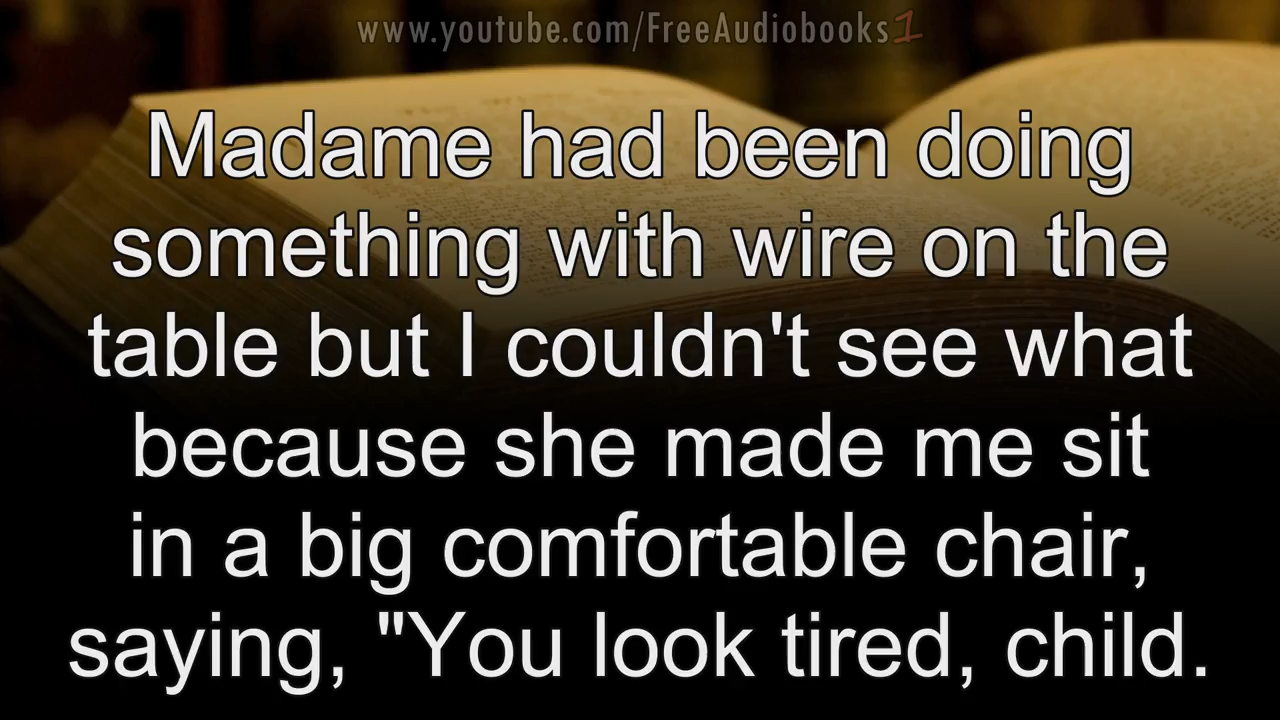 www.youtube.com/FreeAudiobooks1
Madame had been doing
something with wire on the
table but I couldn't see what
because she made me sit
in a big comfortable chair,
saying, "You look tired, child.